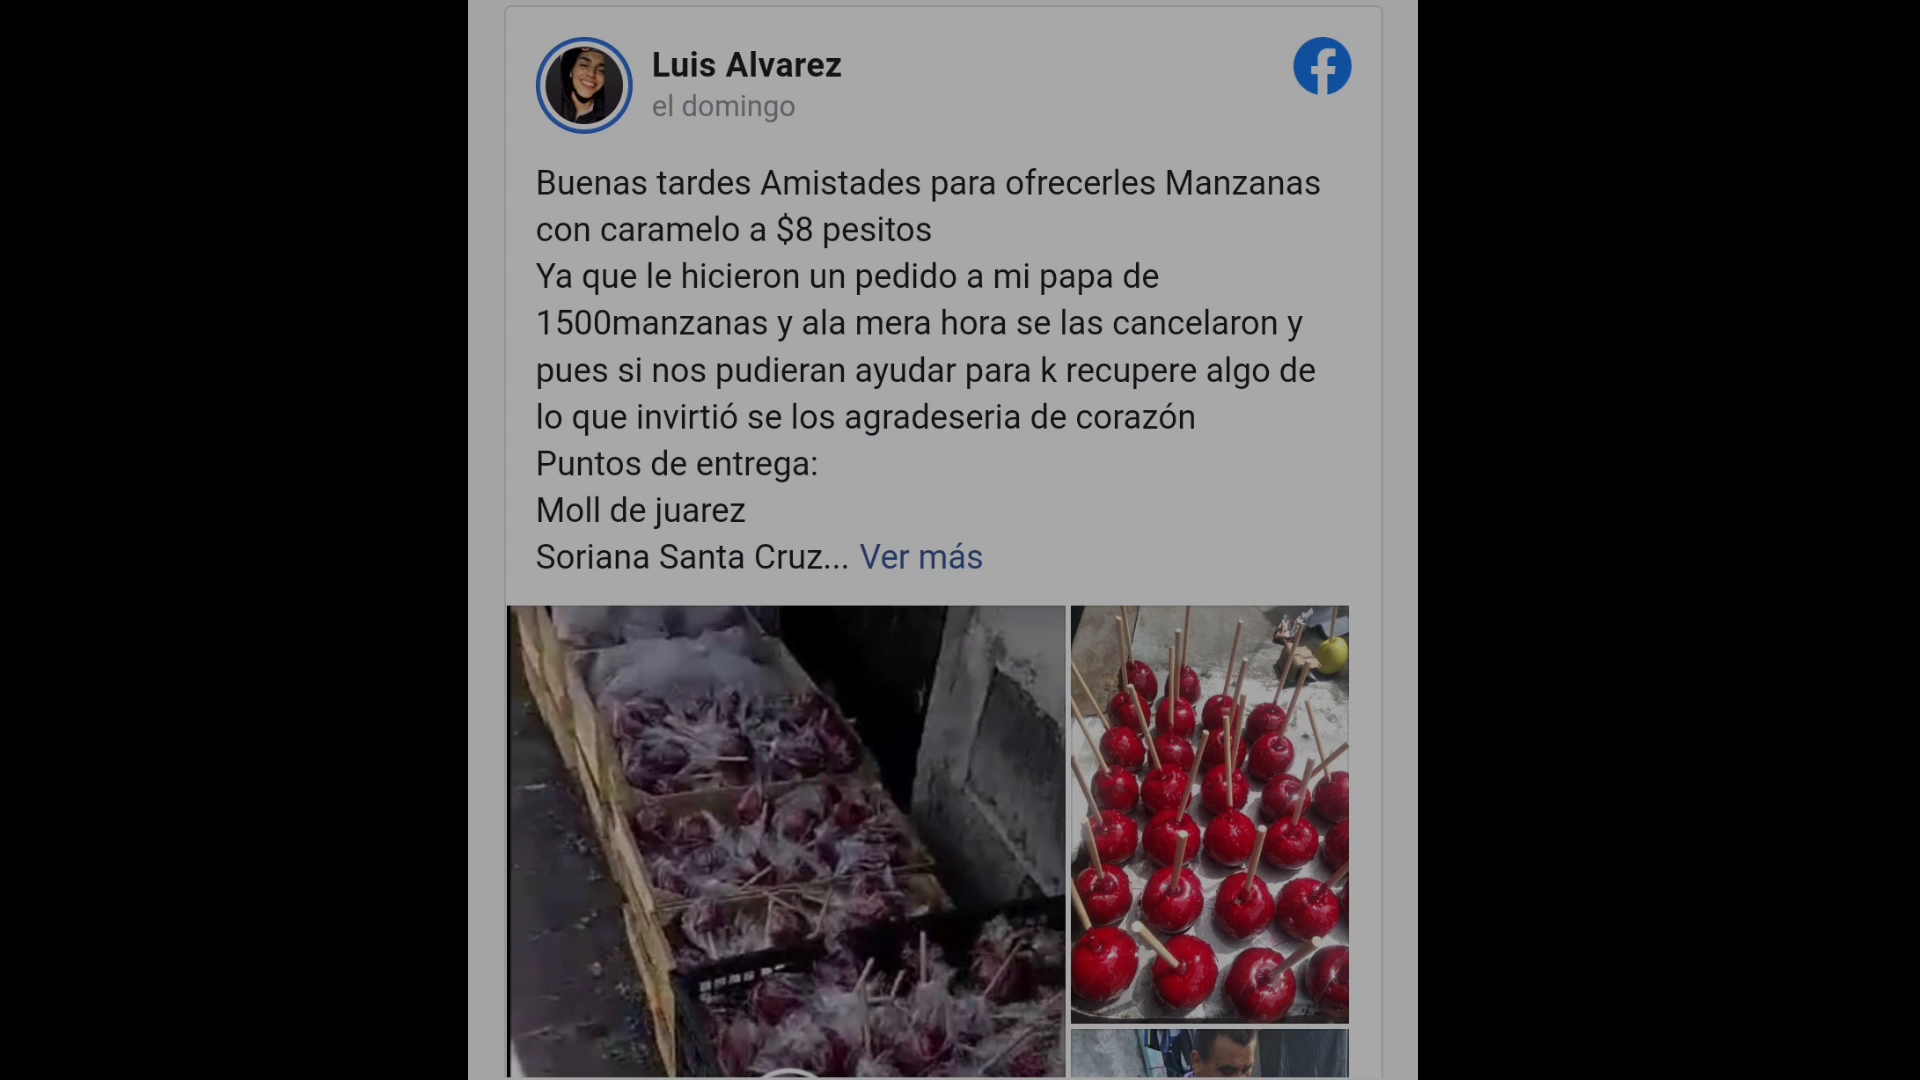 Luis Alvarez
el domingo
Buenas tardes Amistades para ofrecerles Manzanas
con caramelo a $8 pesitos
Ya que le hicieron un pedido a mi papa de
1500manzanas y ala mera hora se las cancelaron y
pues si nos pudieran ayudar para k recupere algo de
lo que invirtió se los agradeseria de corazón
Puntos de entrega:
Moll de juarez
Soriana Santa Cruz... Ver más